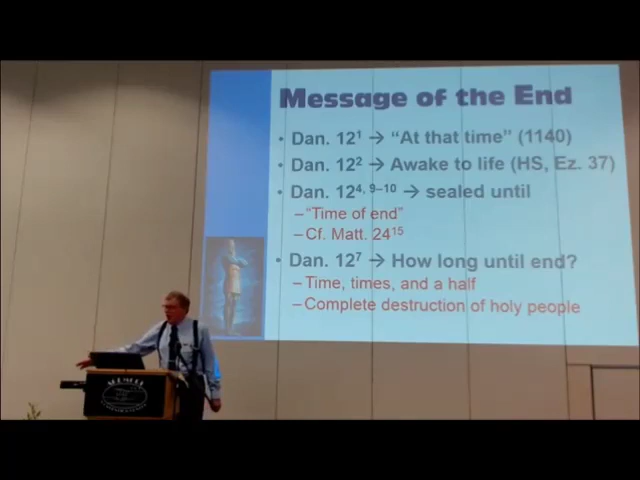 Message of the End
• Dan. 12¹ → “At that time” (1140)
• Dan. 12² → Awake to life (HS, Ez. 37)
• Dan. 12⁴, ⁹⁻¹⁰ → sealed until
– “Time of end”
– Cf. Matt. 24¹⁵
• Dan. 12⁷ → How long until end?
– Time, times, and a half
– Complete destruction of holy people